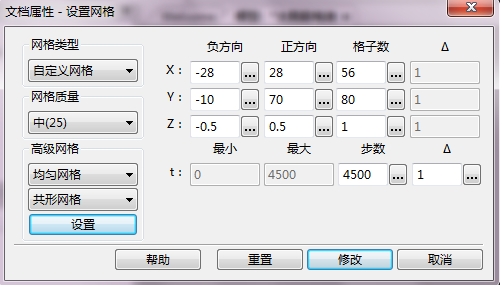 文档属性 - 设置网格
网格类型
自定义网格
网格质量
中(25)
高级网格
均匀网格
共形网格
设置
负方向 正方向 格子数 Δ
X： -28 ... 28 ... 56 ... 1
Y： -10 ... 70 ... 80 ... 1
Z： -0.5 ... 0.5 ... 1 ... 1
最小 最大 步数 Δ
t： 0 4500 4500 ... 1 ...
帮助 重置 修改 取消